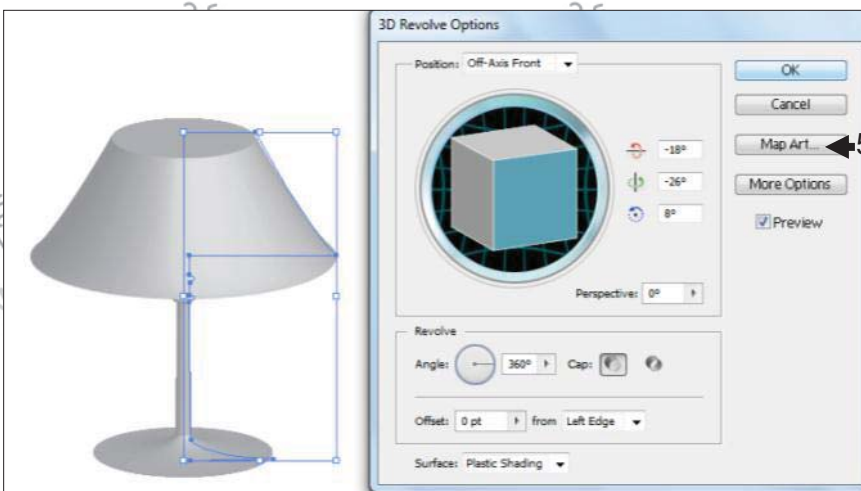 3D Revolve Options
Position: Off-Axis Front
OK
Cancel
Map Art...
5
More Options
Preview
-18°
-26°
8°
Perspective: 0°
Revolve
Angle: 360° Cap:
Offset: 0 pt from Left Edge
Surface: Plastic Shading